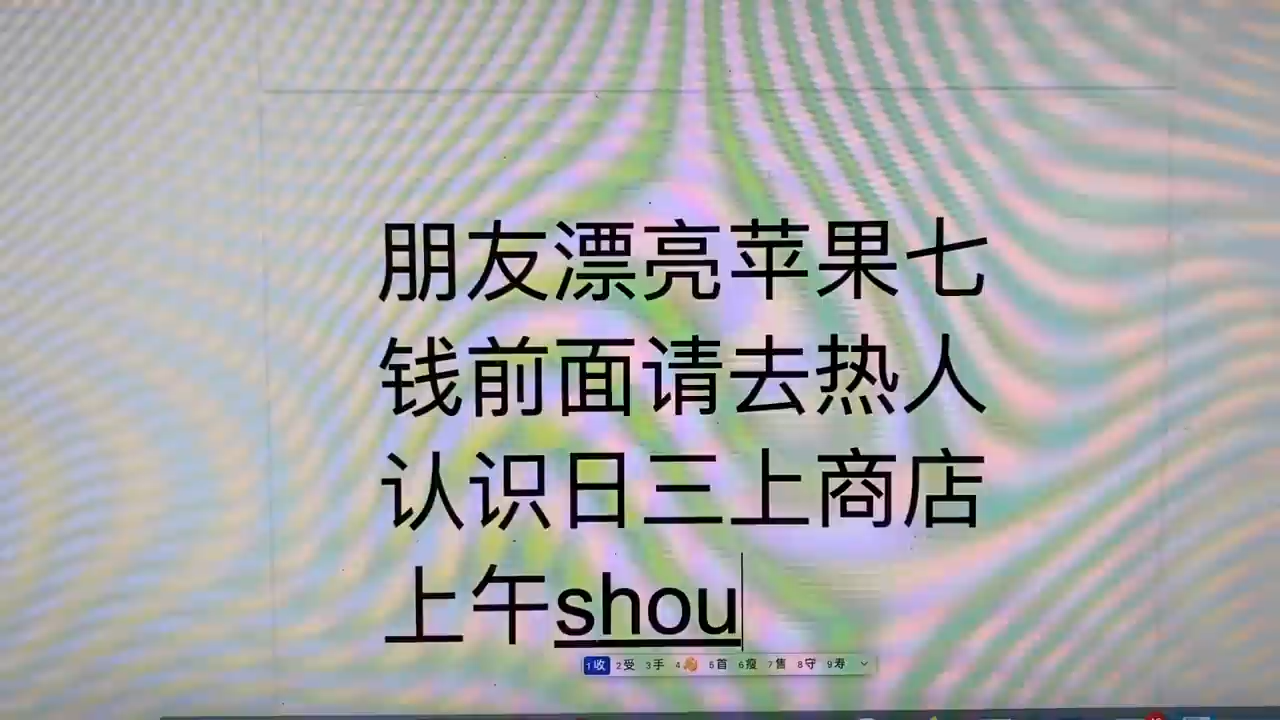 朋友漂亮苹果七
钱前面请去热人
认识日三上商店
上午shou
1收 2受 3手 4 5首 6瘦 7售 8守 9寿